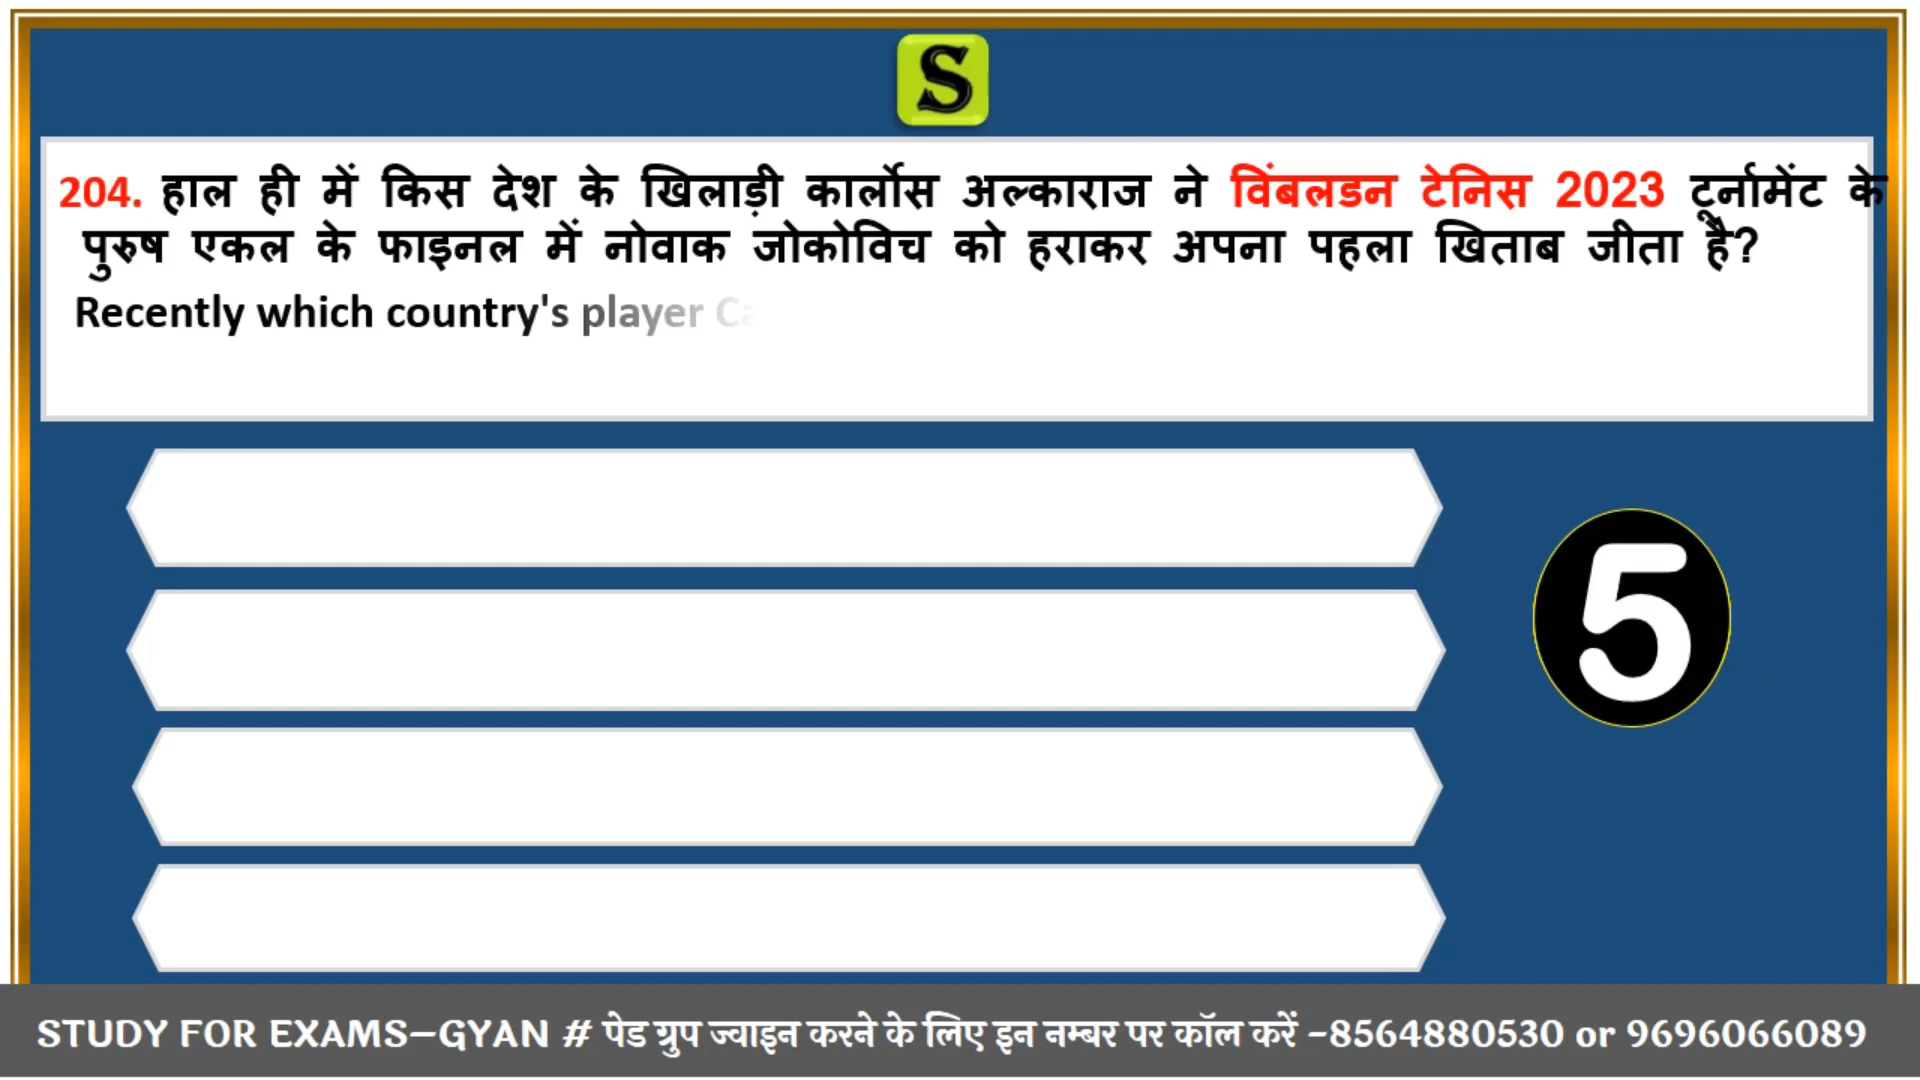 S
204. हाल ही में किस देश के खिलाड़ी कार्लोस अल्काराज ने विंबलडन टेनिस 2023 टूर्नामेंट के
पुरुष एकल के फाइनल में नोवाक जोकोविच को हराकर अपना पहला खिताब जीता है?
Recently which country's player
5
STUDY FOR EXAMS–GYAN # पेड ग्रुप ज्वाइन करने के लिए इन नम्बर पर कॉल करें -8564880530 or 9696066089